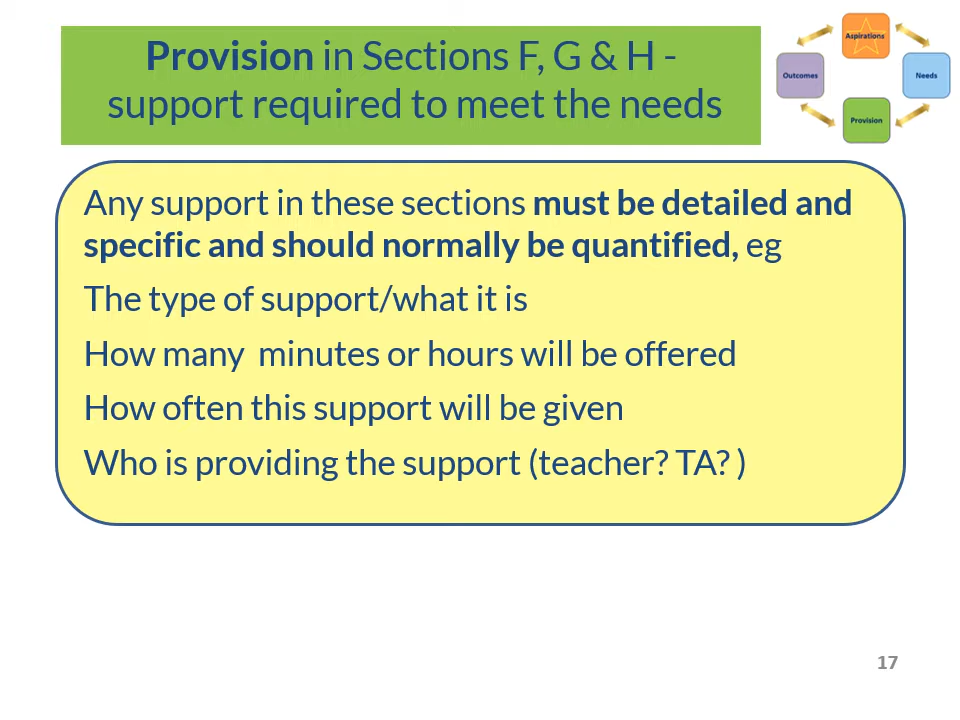 Provision in Sections F, G & H -
support required to meet the needs
Aspirations
Outcomes
Needs
Provision
Any support in these sections must be detailed and
specific and should normally be quantified, eg
The type of support/what it is
How many  minutes or hours will be offered
How often this support will be given
Who is providing the support (teacher? TA? )
17